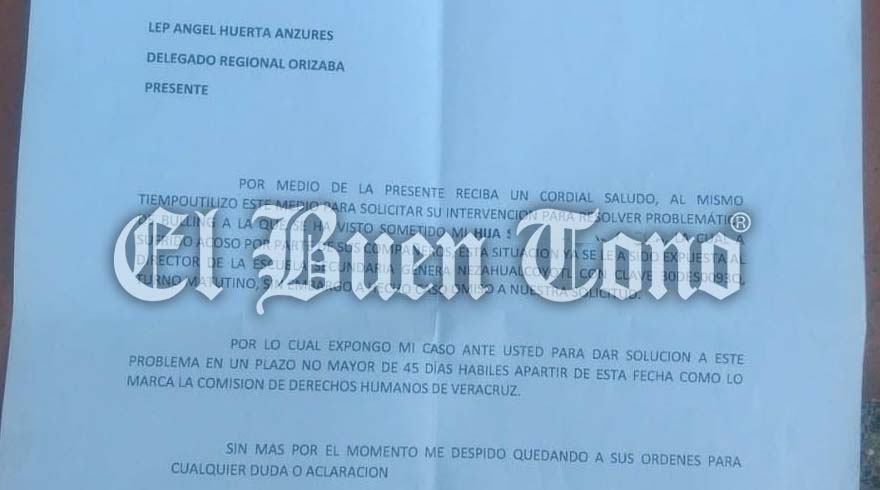 LEP ANGEL HUERTA ANZURES
DELEGADO REGIONAL ORIZABA
PRESENTE
POR MEDIO DE LA PRESENTE RECIBA UN CORDIAL SALUDO, AL MISMO
TIEMPOUTILIZO ESTE MEDIO PARA SOLICITAR SU INTERVENCION PARA RESOLVER PROBLEMÁTICA
DE BULLING A LA QUE SE HA VISTO SOMETIDO MI HIJA S LA CUAL A
SUFRIDO ACOSO POR PARTE DE SUS COMPAÑEROS ESTA SITUACION YA SE LE A SIDO EXPUESTA AL
DIRECTOR DE LA ESCUELA SECUNDARIA GENERAL NEZAHUALCOYOTL CON CLAVE 30DES0093O,
TURNO MATUTINO, SIN EMBARGO A HECHO CASO OMISO A NUESTRA SOLICITUD.
El Buen Tono®
POR LO CUAL EXPONGO MI CASO ANTE USTED PARA DAR SOLUCION A ESTE
PROBLEMA EN UN PLAZO NO MAYOR DE 45 DÍAS HABILES APARTIR DE ESTA FECHA COMO LO
MARCA LA COMISION DE DERECHOS HUMANOS DE VERACRUZ.
SIN MAS POR EL MOMENTO ME DESPIDO QUEDANDO A SUS ORDENES PARA
CUALQUIER DUDA O ACLARACION